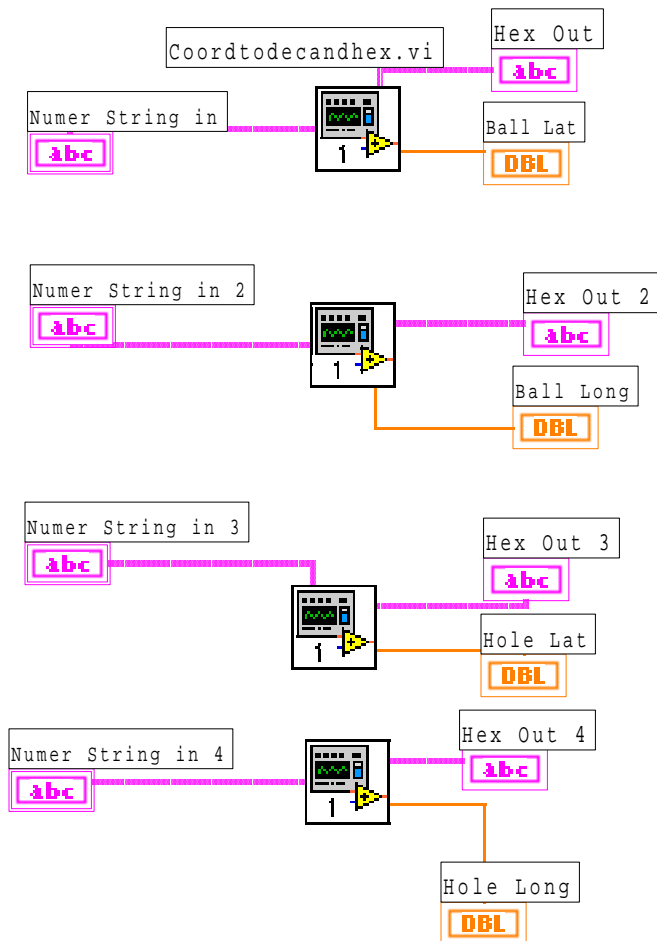 Hex Out
Coordtodecandhex.vi
abc
Numer String in
abc
1
Ball Lat
DBL
Numer String in 2
abc
1
Hex Out 2
abc
Ball Long
DBL
Numer String in 3
abc
1
Hex Out 3
abc
Hole Lat
DBL
Numer String in 4
abc
1
Hex Out 4
abc
Hole Long
DBL